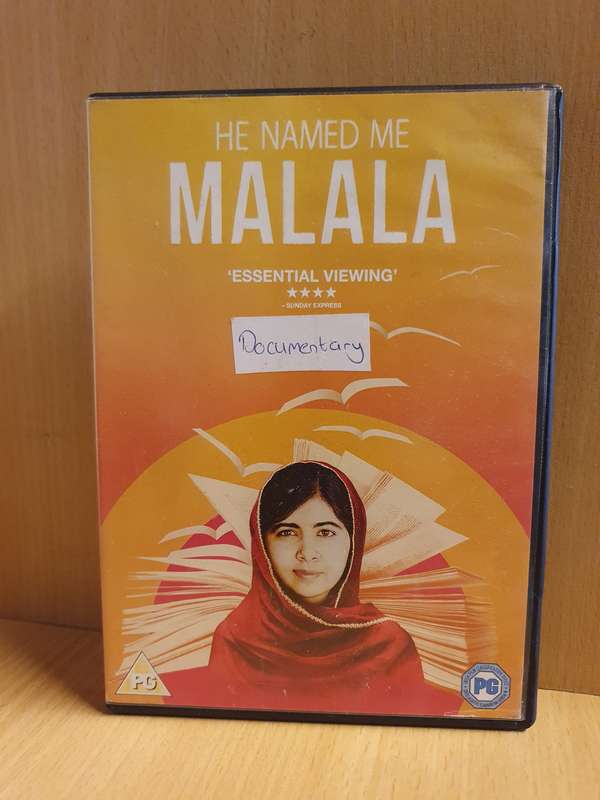 HE NAMED ME
MALALA
'ESSENTIAL VIEWING'
★★★★
– SUNDAY EXPRESS
Documentary
PG
PG